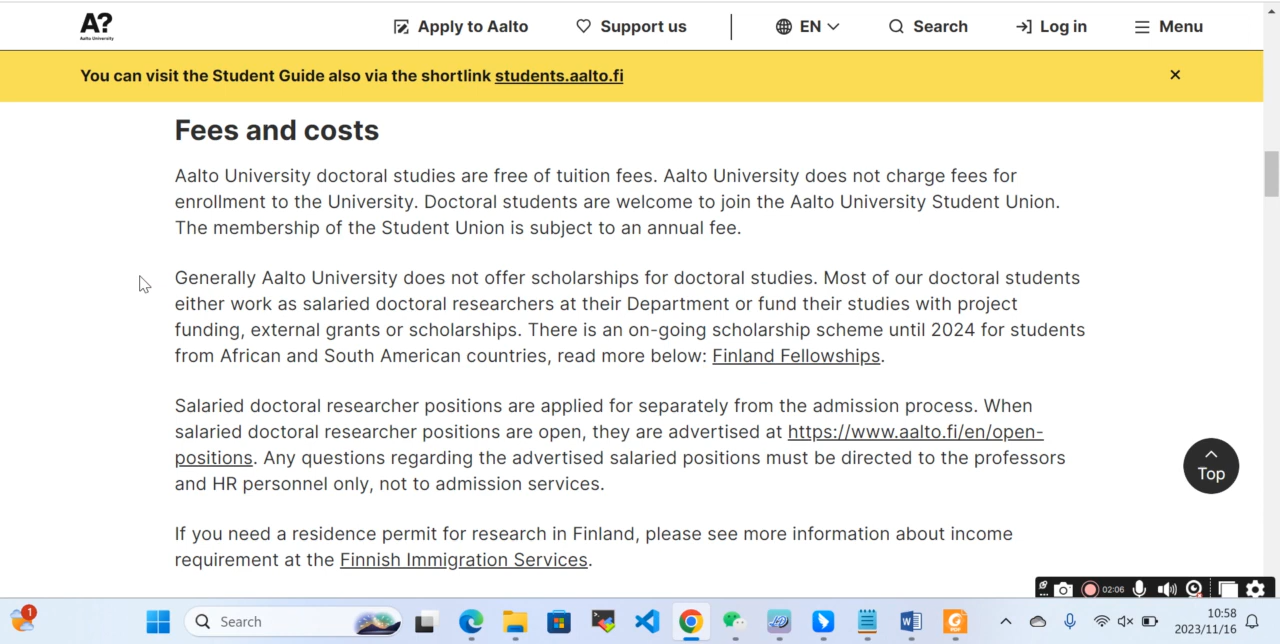 A?
Aalto University
Apply to Aalto
Support us
EN
Search
Log in
Menu
You can visit the Student Guide also via the shortlink students.aalto.fi
Fees and costs
Aalto University doctoral studies are free of tuition fees. Aalto University does not charge fees for
enrollment to the University. Doctoral students are welcome to join the Aalto University Student Union.
The membership of the Student Union is subject to an annual fee.
Generally Aalto University does not offer scholarships for doctoral studies. Most of our doctoral students
either work as salaried doctoral researchers at their Department or fund their studies with project
funding, external grants or scholarships. There is an on-going scholarship scheme until 2024 for students
from African and South American countries, read more below: Finland Fellowships.
Salaried doctoral researcher positions are applied for separately from the admission process. When
salaried doctoral researcher positions are open, they are advertised at https://www.aalto.fi/en/open-
positions. Any questions regarding the advertised salaried positions must be directed to the professors
and HR personnel only, not to admission services.
Top
If you need a residence permit for research in Finland, please see more information about income
requirement at the Finnish Immigration Services.
02:06
1
Search
10:58
2023/11/16